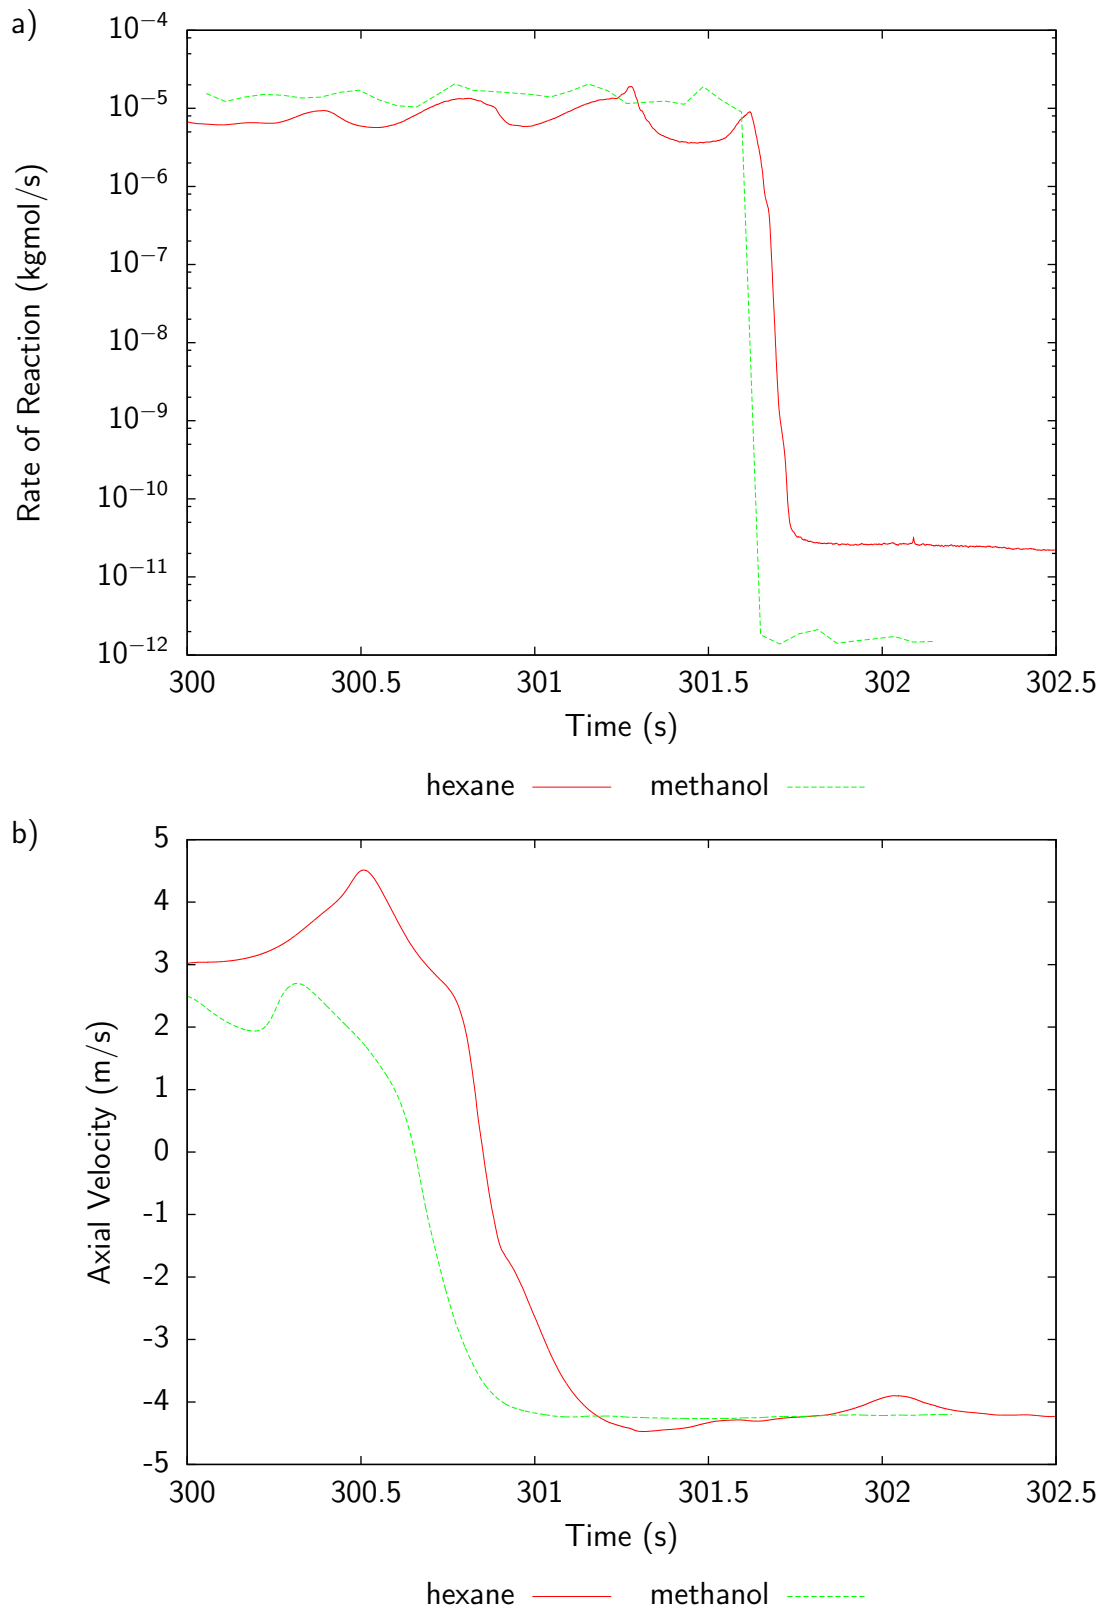 a)
Rate of Reaction (kgmol/s)
10⁻⁴
10⁻⁵
10⁻⁶
10⁻⁷
10⁻⁸
10⁻⁹
10⁻¹⁰
10⁻¹¹
10⁻¹²
300 300.5 301 301.5 302 302.5
Time (s)
hexane methanol
b)
Axial Velocity (m/s)
5
4
3
2
1
0
-1
-2
-3
-4
-5
300 300.5 301 301.5 302 302.5
Time (s)
hexane methanol